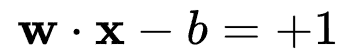 𝐰 · 𝐱 − b = +1